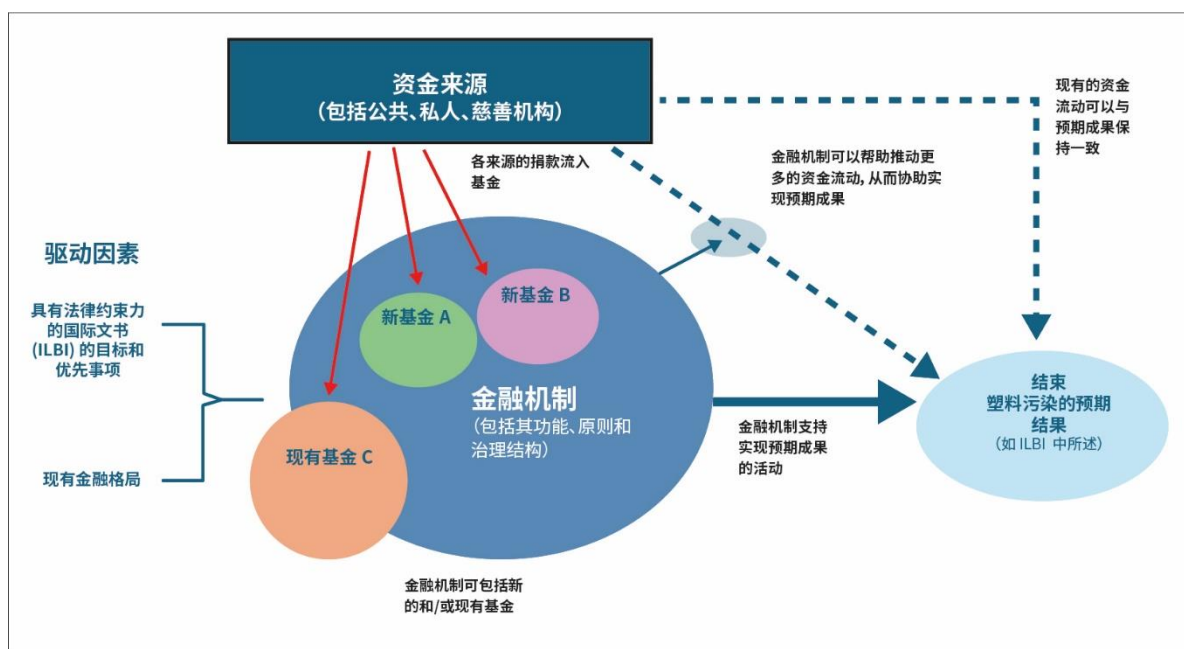 资金来源
（包括公共、私人、慈善机构）
现有的资金
流动可以与
预期成果保
持一致
各来源的捐款流入
基金
金融机制可以帮助推动更
多的资金流动, 从而协助实
现预期成果
驱动因素
具有法律约束力
的国际文书
(ILBI) 的目标和
优先事项
现有金融格局
新基金 A
新基金 B
金融机制
（包括其功能、原则和
治理结构）
现有基金 C
金融机制支持
实现预期成果
的活动
结束
塑料污染的预期
结果
（如 ILBI 中所述）
金融机制可包括新
的和/或现有基金